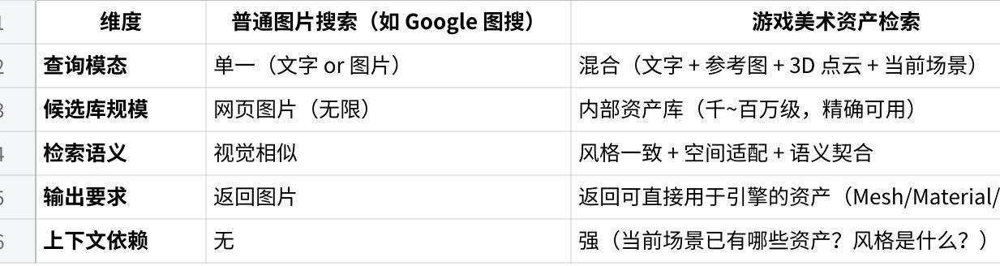 1 维度 普通图片搜索（如 Google 图搜） 游戏美术资产检索
2 查询模态 单一（文字 or 图片） 混合（文字 + 参考图 + 3D 点云 + 当前场景）
3 候选库规模 网页图片（无限） 内部资产库（千~百万级，精确可用）
4 检索语义 视觉相似 风格一致 + 空间适配 + 语义契合
5 输出要求 返回图片 返回可直接用于引擎的资产（Mesh/Material/
6 上下文依赖 无 强（当前场景已有哪些资产？风格是什么？）